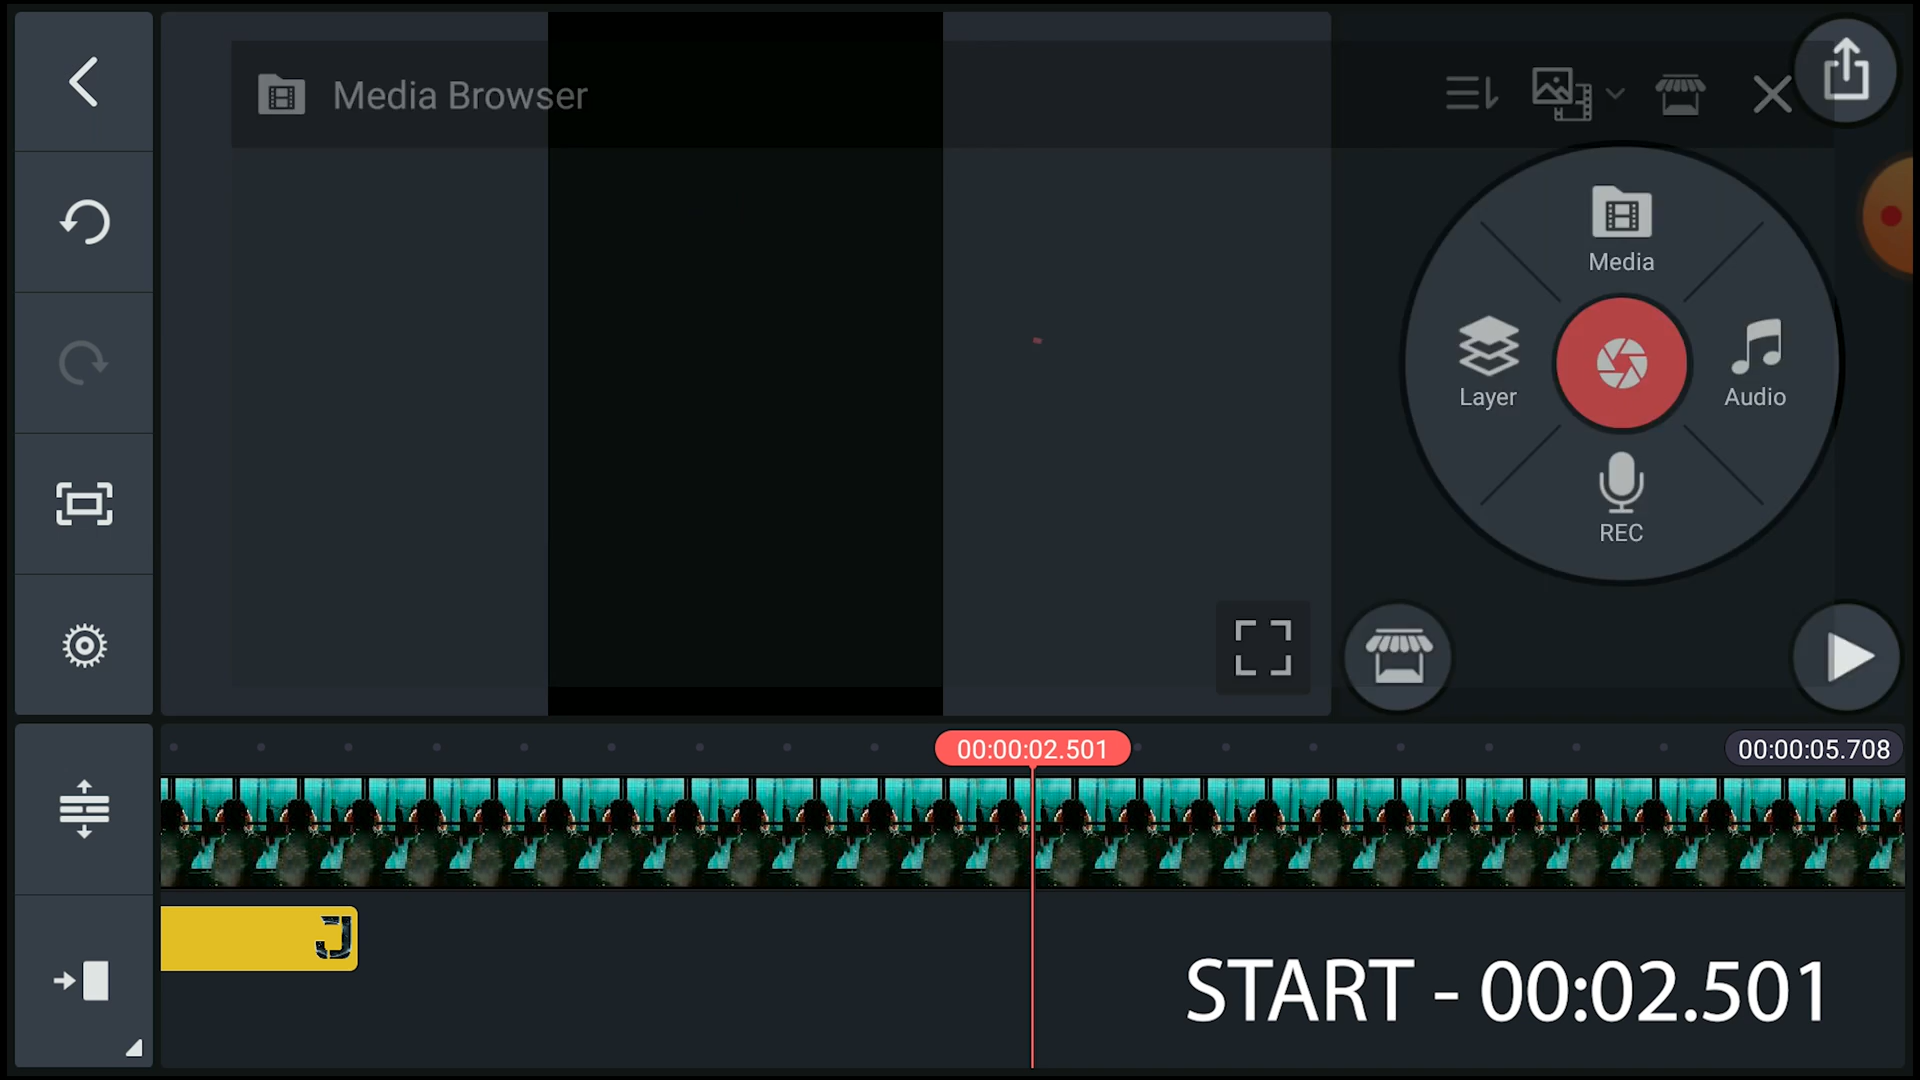 Media Browser
Media
Layer
Audio
REC
00:00:02.501
00:00:05.708
J
START - 00:02.501